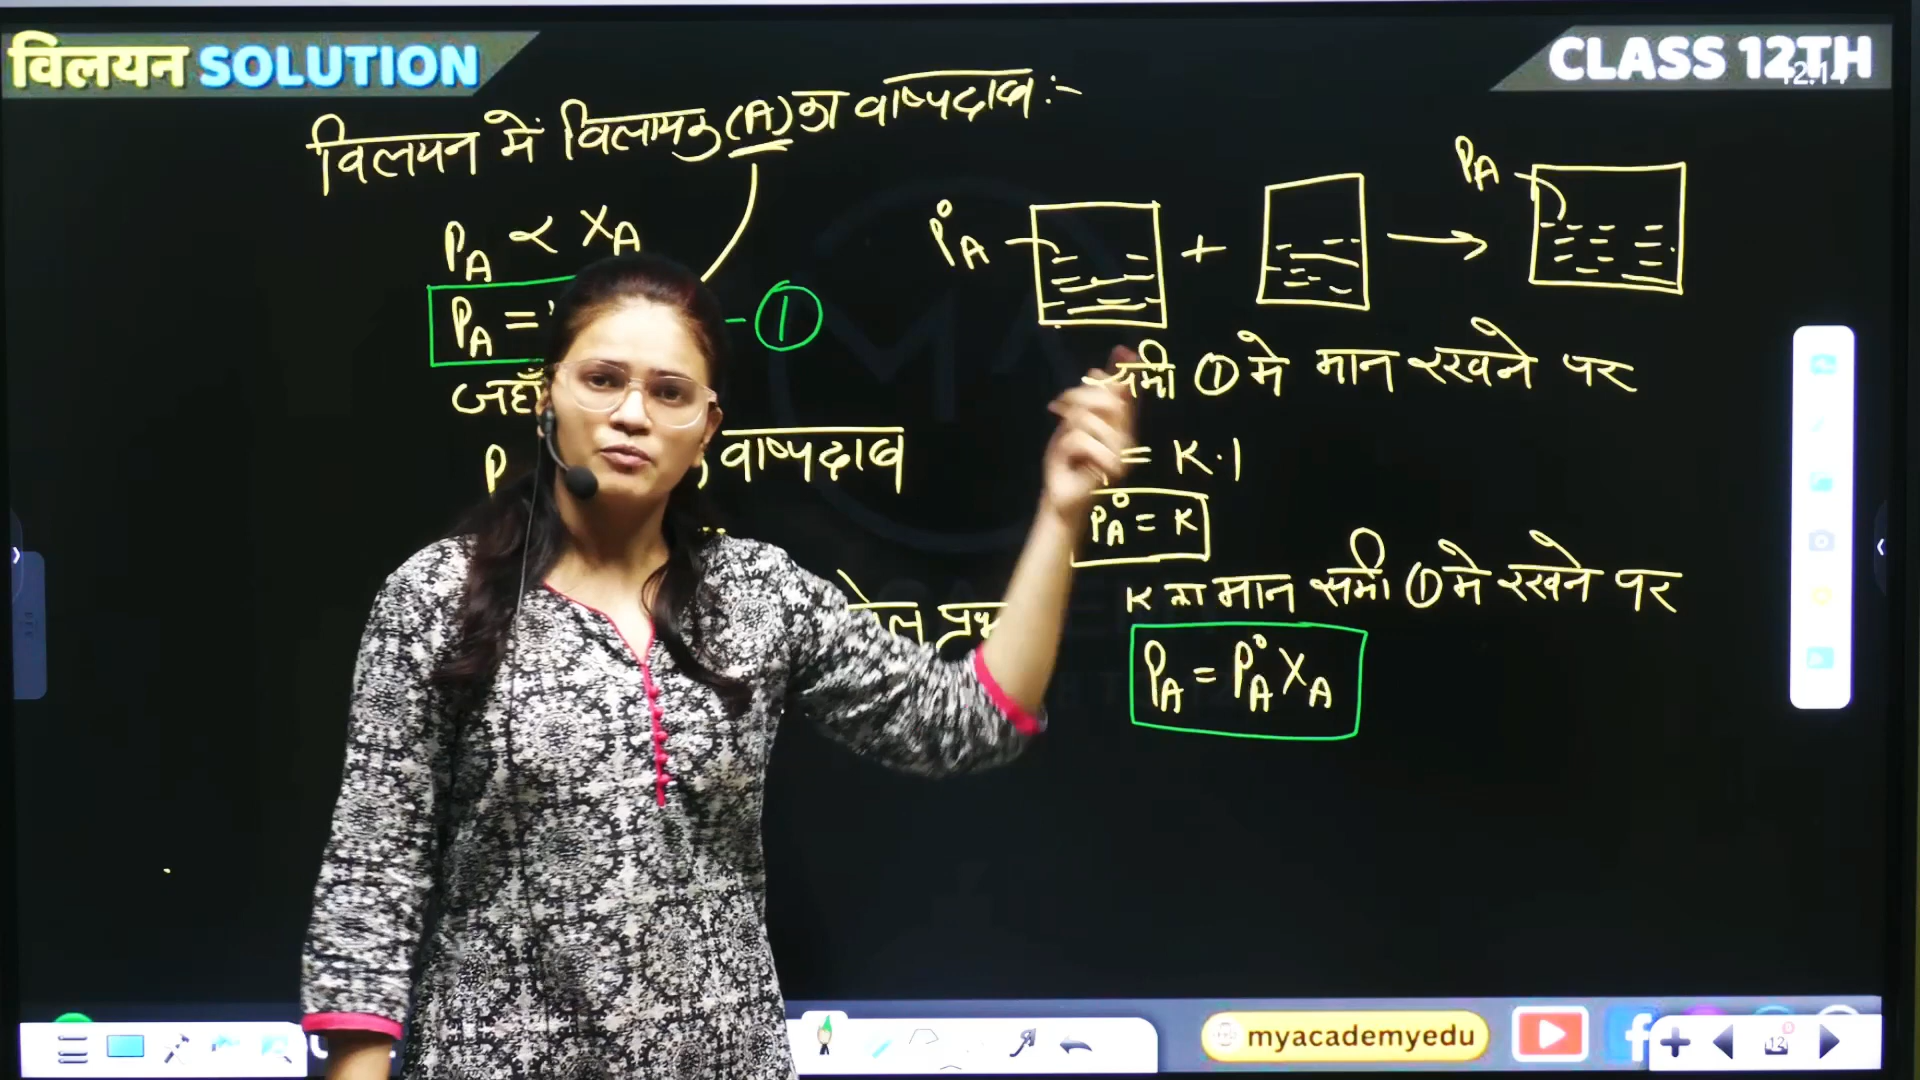 विलयन SOLUTION
CLASS 12TH
विलयन में विलायक (A) का वाष्पदाब :-
PA ∝ XA
PA =
- ①
जहाँ
P
वाष्पदाब
P°A
+
PA
समी ① मे मान रखने पर
= K.1
P°A = K
K का मान समी ① मे रखने पर
PA = P°A XA
myacademyedu
12